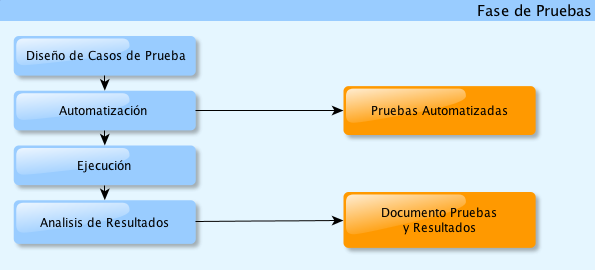 Fase de Pruebas
Diseño de Casos de Prueba
Automatización
Pruebas Automatizadas
Ejecución
Analisis de Resultados
Documento Pruebas
y Resultados